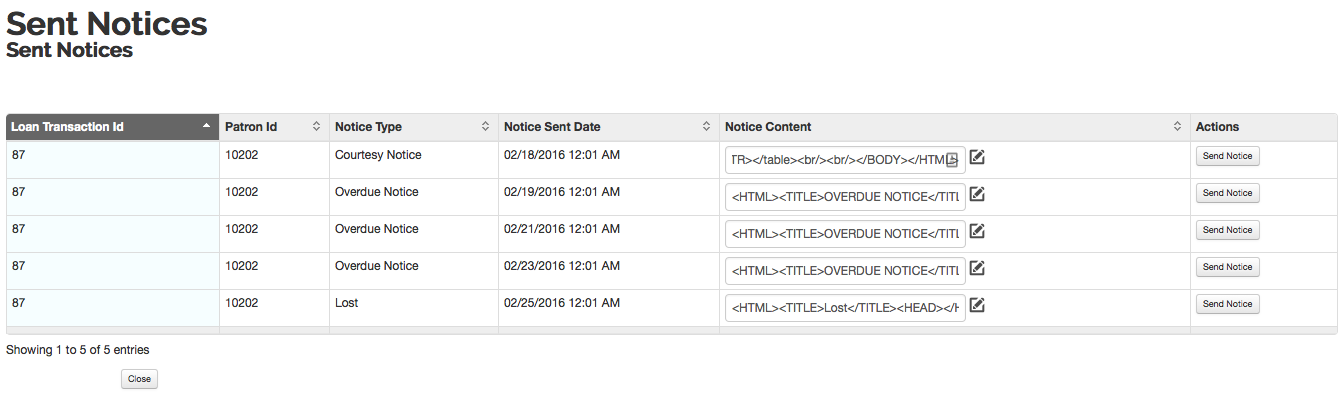 Sent Notices
Sent Notices
Loan Transaction Id Patron Id Notice Type Notice Sent Date Notice Content Actions
87 10202 Courtesy Notice 02/18/2016 12:01 AM TR></table><br/><br/></BODY></HTML> Send Notice
87 10202 Overdue Notice 02/19/2016 12:01 AM <HTML><TITLE>OVERDUE NOTICE</TITL Send Notice
87 10202 Overdue Notice 02/21/2016 12:01 AM <HTML><TITLE>OVERDUE NOTICE</TITL Send Notice
87 10202 Overdue Notice 02/23/2016 12:01 AM <HTML><TITLE>OVERDUE NOTICE</TITL Send Notice
87 10202 Lost 02/25/2016 12:01 AM <HTML><TITLE>Lost</TITLE><HEAD></H Send Notice
Showing 1 to 5 of 5 entries
Close